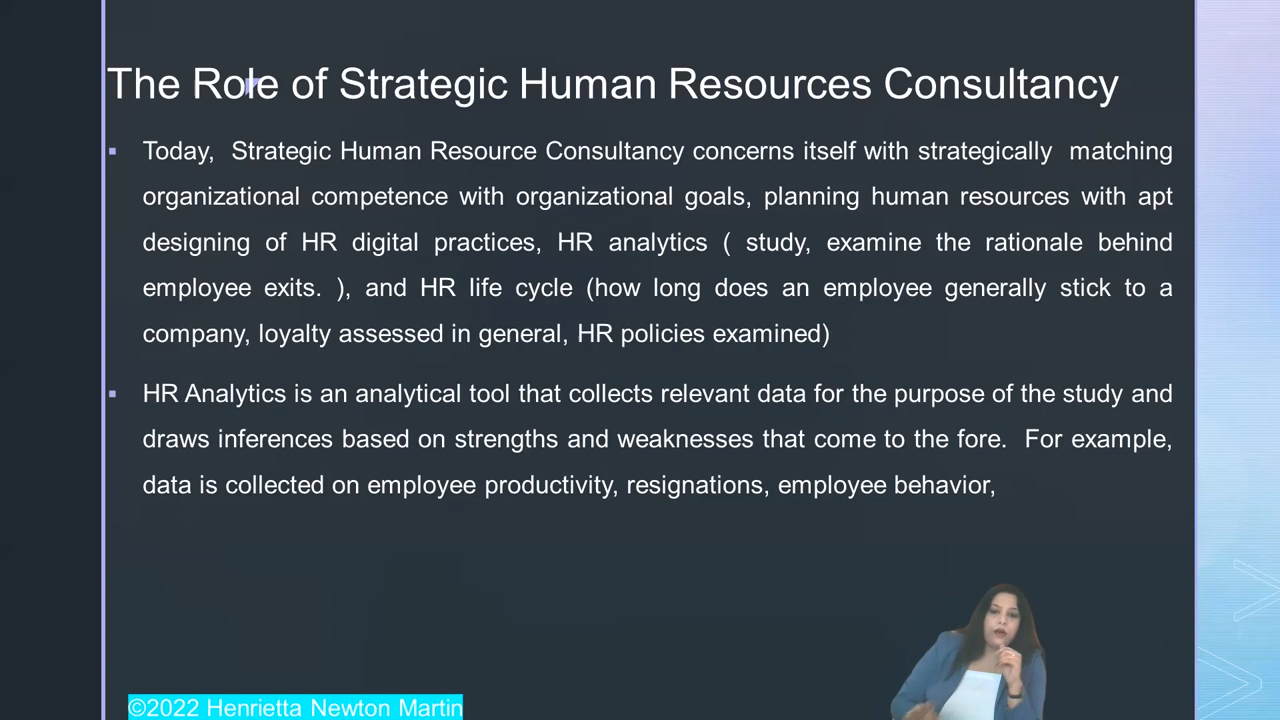 The Role of Strategic Human Resources Consultancy
▪ Today, Strategic Human Resource Consultancy concerns itself with strategically matching
organizational competence with organizational goals, planning human resources with apt
designing of HR digital practices, HR analytics ( study, examine the rationale behind
employee exits. ), and HR life cycle (how long does an employee generally stick to a
company, loyalty assessed in general, HR policies examined)
▪ HR Analytics is an analytical tool that collects relevant data for the purpose of the study and
draws inferences based on strengths and weaknesses that come to the fore. For example,
data is collected on employee productivity, resignations, employee behavior,
©2022 Henrietta Newton Martin